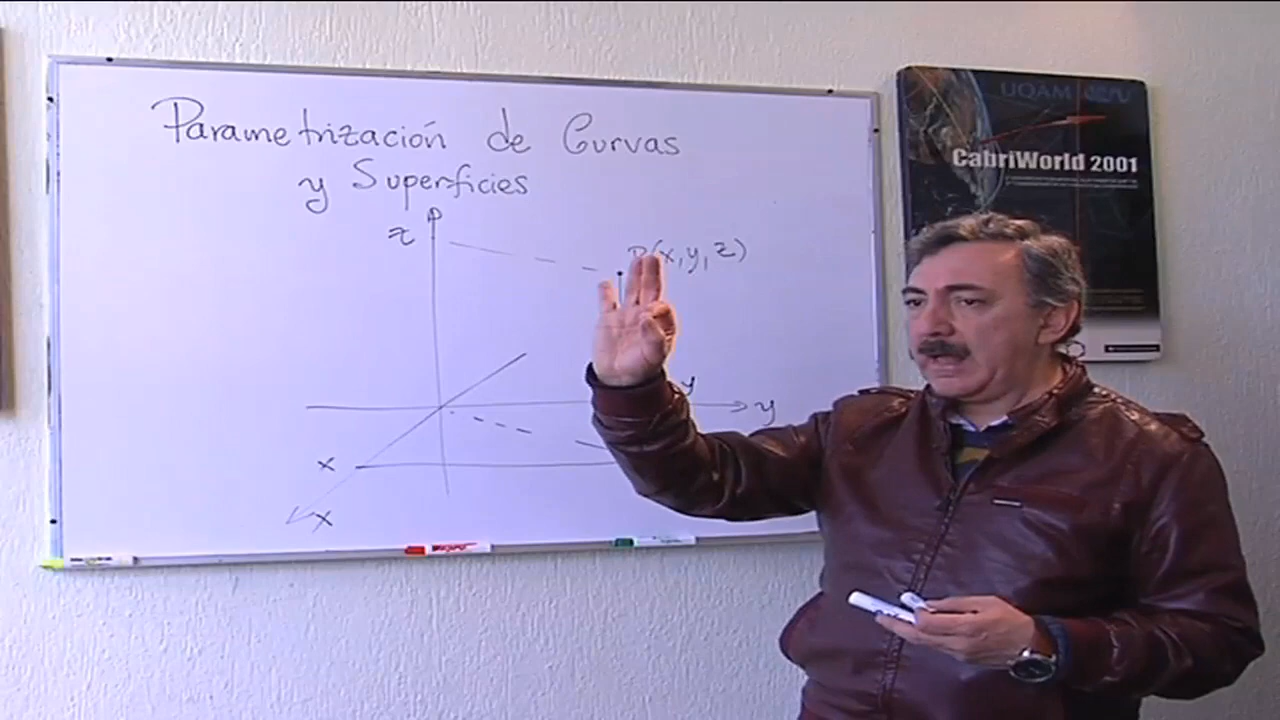 Parametrización de Curvas
y Superficies
z
P(x,y,z)
y
y
x
x
UQAM
CabriWorld 2001